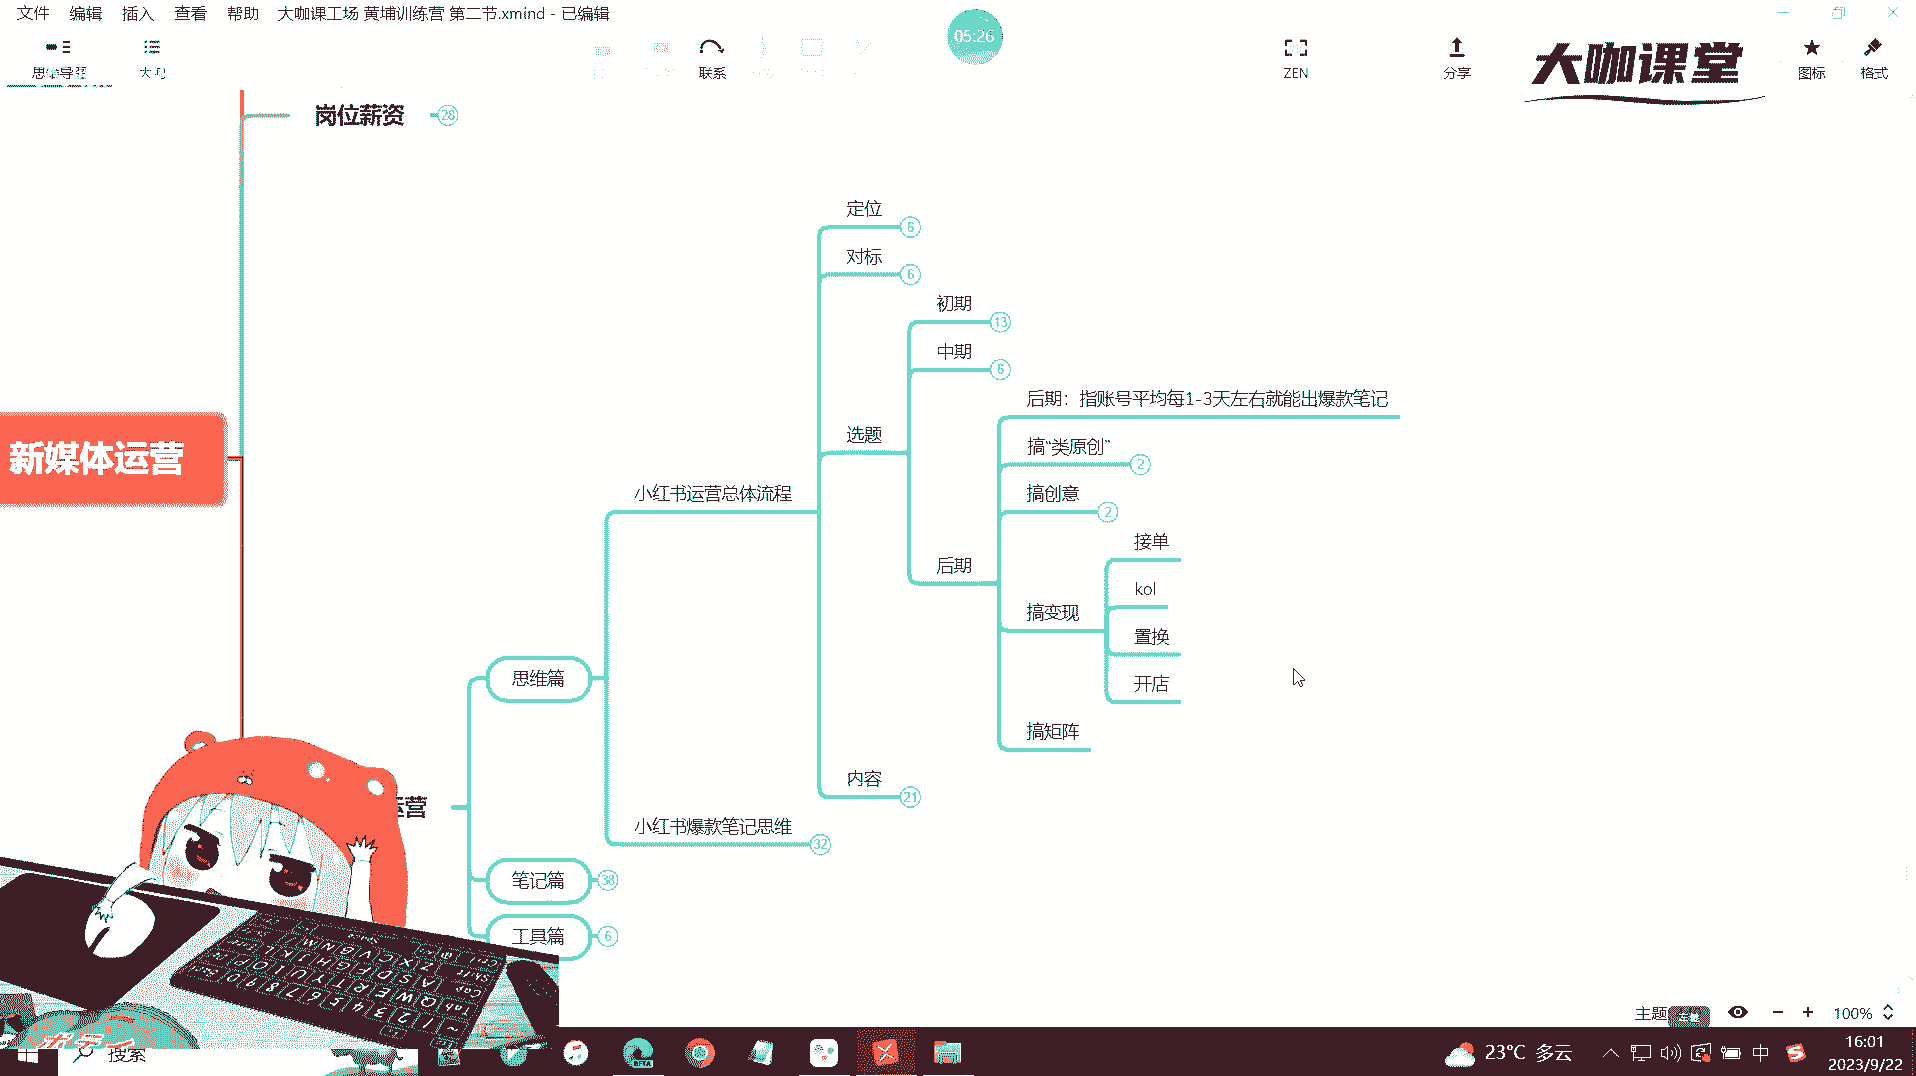 文件 编辑 插入 查看 帮助 大咖课工场 黄埔训练营 第二节.xmind - 已编辑
05:26
联系
ZEN
分享
大咖课堂
图标
格式
岗位薪资
28
定位
6
对标
6
初期
13
中期
6
后期：指账号平均每1-3天左右就能出爆款笔记
选题
搞“类原创”
2
新媒体运营
小红书运营总体流程
搞创意
2
接单
后期
kol
搞变现
置换
思维篇
开店
搞矩阵
内容
21
运营
小红书爆款笔记思维
32
笔记篇
38
工具篇
6
主题
100%
搜索
BETA
23°C 多云
中
16:01
2023/9/22